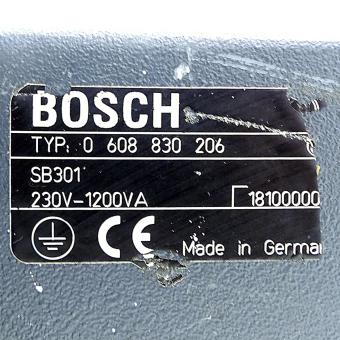 BOSCH
TYP: 0 608 830 206
SB301
230V-1200VA 18100000
CE Made in German